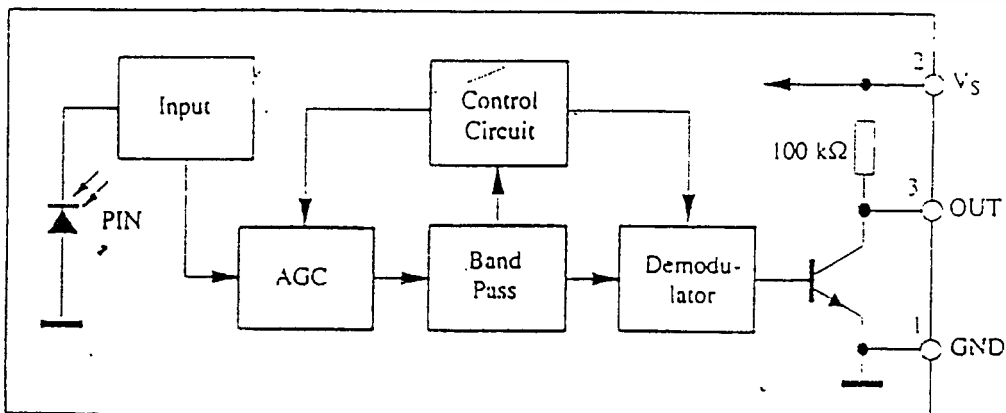 2
V_S
Input
Control
Circuit
100 kΩ
3
OUT
PIN
AGC
Band
Pass
Demodu-
lator
1
GND